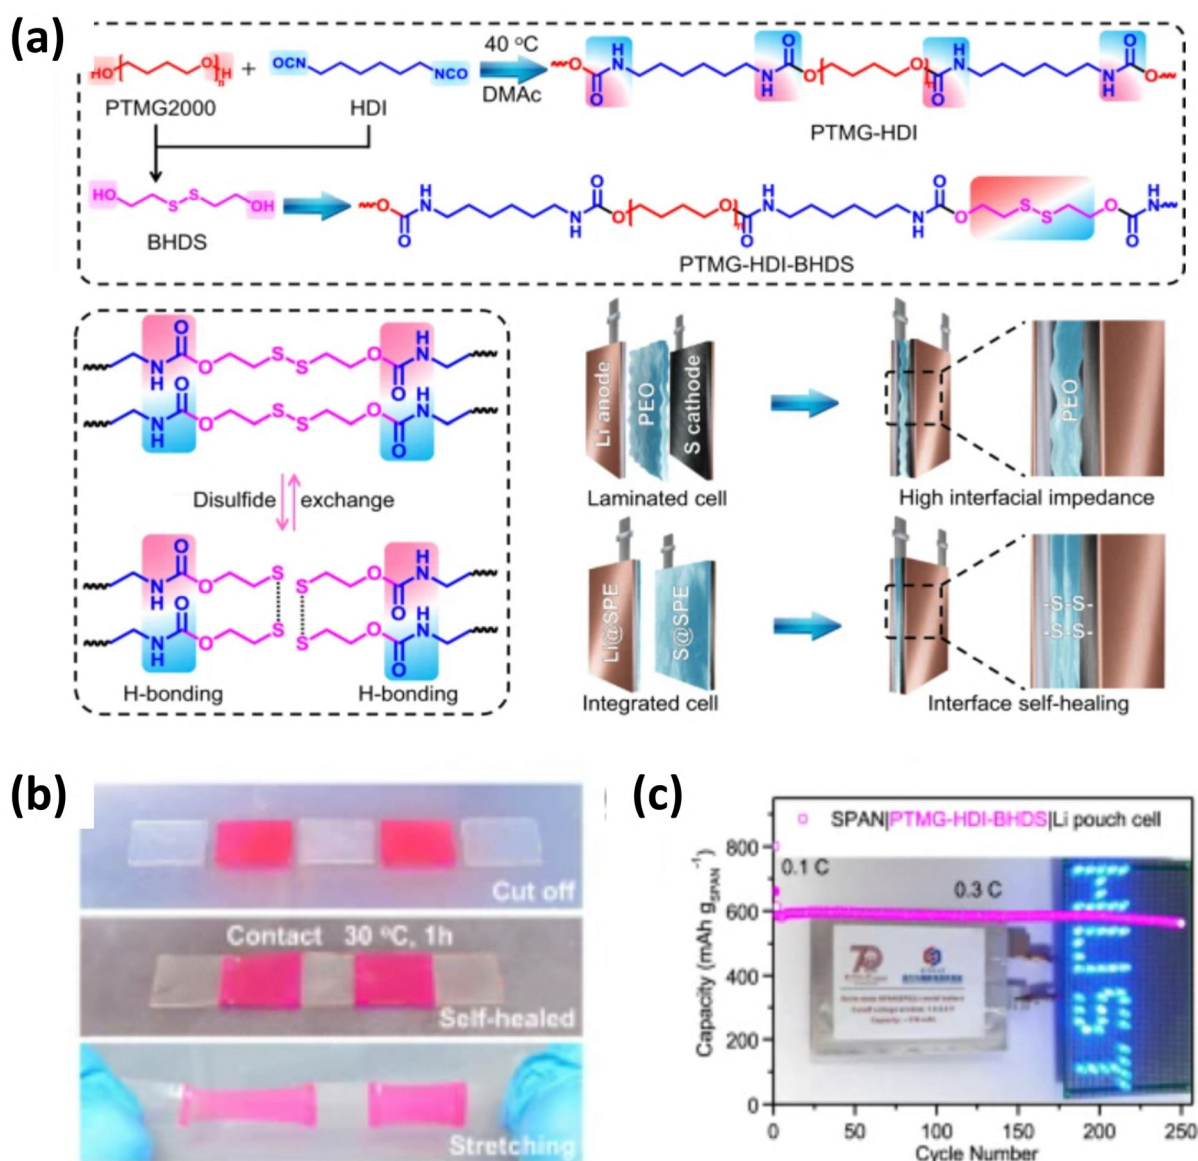 (a)
HO
O
H
n
+
OCN
NCO
40 °C
DMAc
PTMG2000
HDI
PTMG-HDI
HO
S
S
OH
BHDS
PTMG-HDI-BHDS
Disulfide exchange
H-bonding
H-bonding
Li anode
PEO
S cathode
Laminated cell
PEO
High interfacial impedance
Li@SPE
S@SPE
Integrated cell
-S-S-
-S-S-
Interface self-healing
(b)
Cut off
Contact 30 °C, 1h
Self-healed
Stretching
(c)
SPAN|PTMG-HDI-BHDS|Li pouch cell
0.1 C
0.3 C
Capacity (mAh gSPAN⁻¹)
800
600
400
200
0
0 50 100 150 200 250
Cycle Number